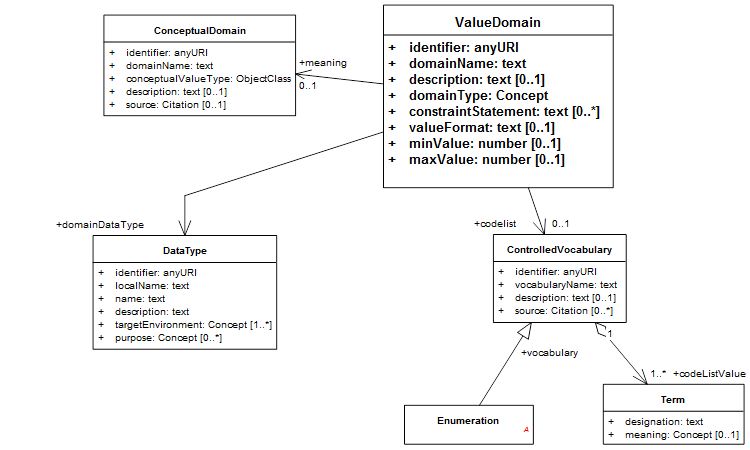 ConceptualDomain
+ identifier: anyURI
+ domainName: text
+ conceptualValueType: ObjectClass
+ description: text [0..1]
+ source: Citation [0..1]
+meaning
0..1
ValueDomain
+ identifier: anyURI
+ domainName: text
+ description: text [0..1]
+ domainType: Concept
+ constraintStatement: text [0..*]
+ valueFormat: text [0..1]
+ minValue: number [0..1]
+ maxValue: number [0..1]
+domainDataType
+codelist
0..1
DataType
+ identifier: anyURI
+ localName: text
+ name: text
+ description: text
+ targetEnvironment: Concept [1..*]
+ purpose: Concept [0..*]
ControlledVocabulary
+ identifier: anyURI
+ vocabularyName: text
+ description: text [0..1]
+ source: Citation [0..*]
1
+vocabulary
1..* +codeListValue
Enumeration
A
Term
+ designation: text
+ meaning: Concept [0..1]